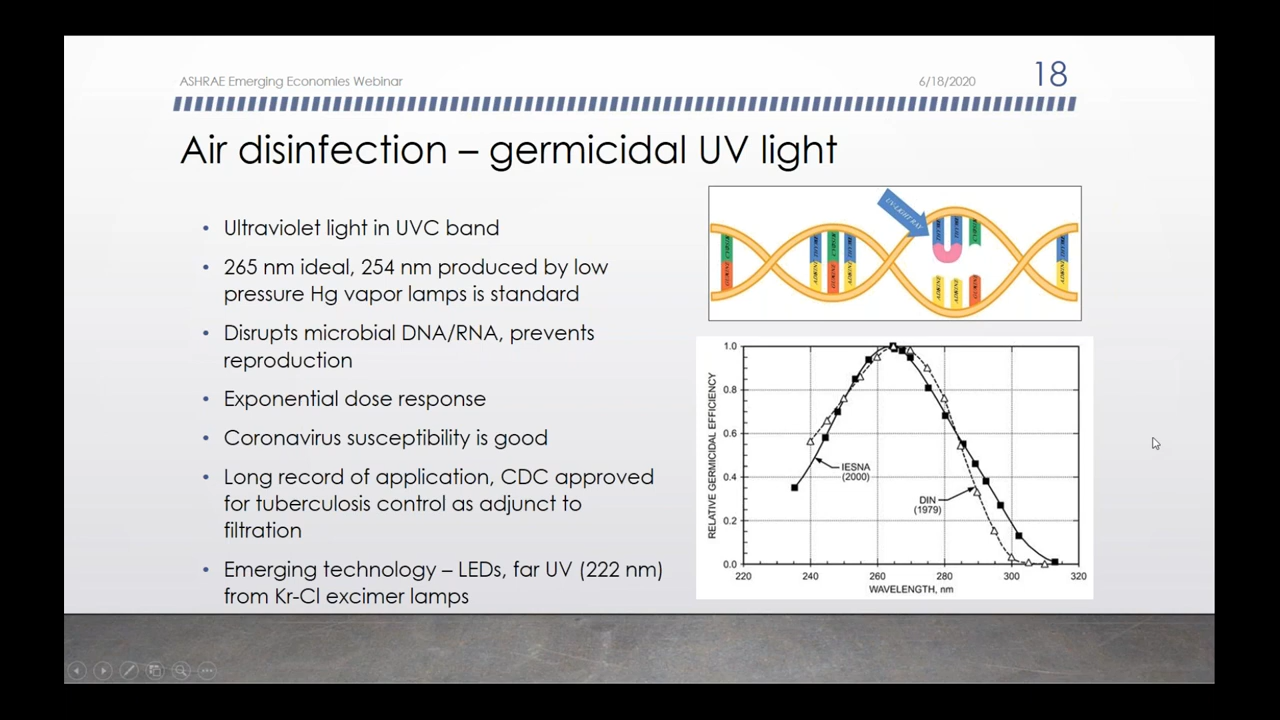 ASHRAE Emerging Economies Webinar
6/18/2020
18
Air disinfection – germicidal UV light
• Ultraviolet light in UVC band
• 265 nm ideal, 254 nm produced by low
pressure Hg vapor lamps is standard
• Disrupts microbial DNA/RNA, prevents
reproduction
• Exponential dose response
• Coronavirus susceptibility is good
• Long record of application, CDC approved
for tuberculosis control as adjunct to
filtration
• Emerging technology – LEDs, far UV (222 nm)
from Kr-Cl excimer lamps
UV LIGHT RAY
RELATIVE GERMICIDAL EFFICIENCY
1.0
0.8
0.6
0.4
0.2
0.0
IESNA
(2000)
DIN
(1979)
220
240
260
280
300
320
WAVELENGTH, nm